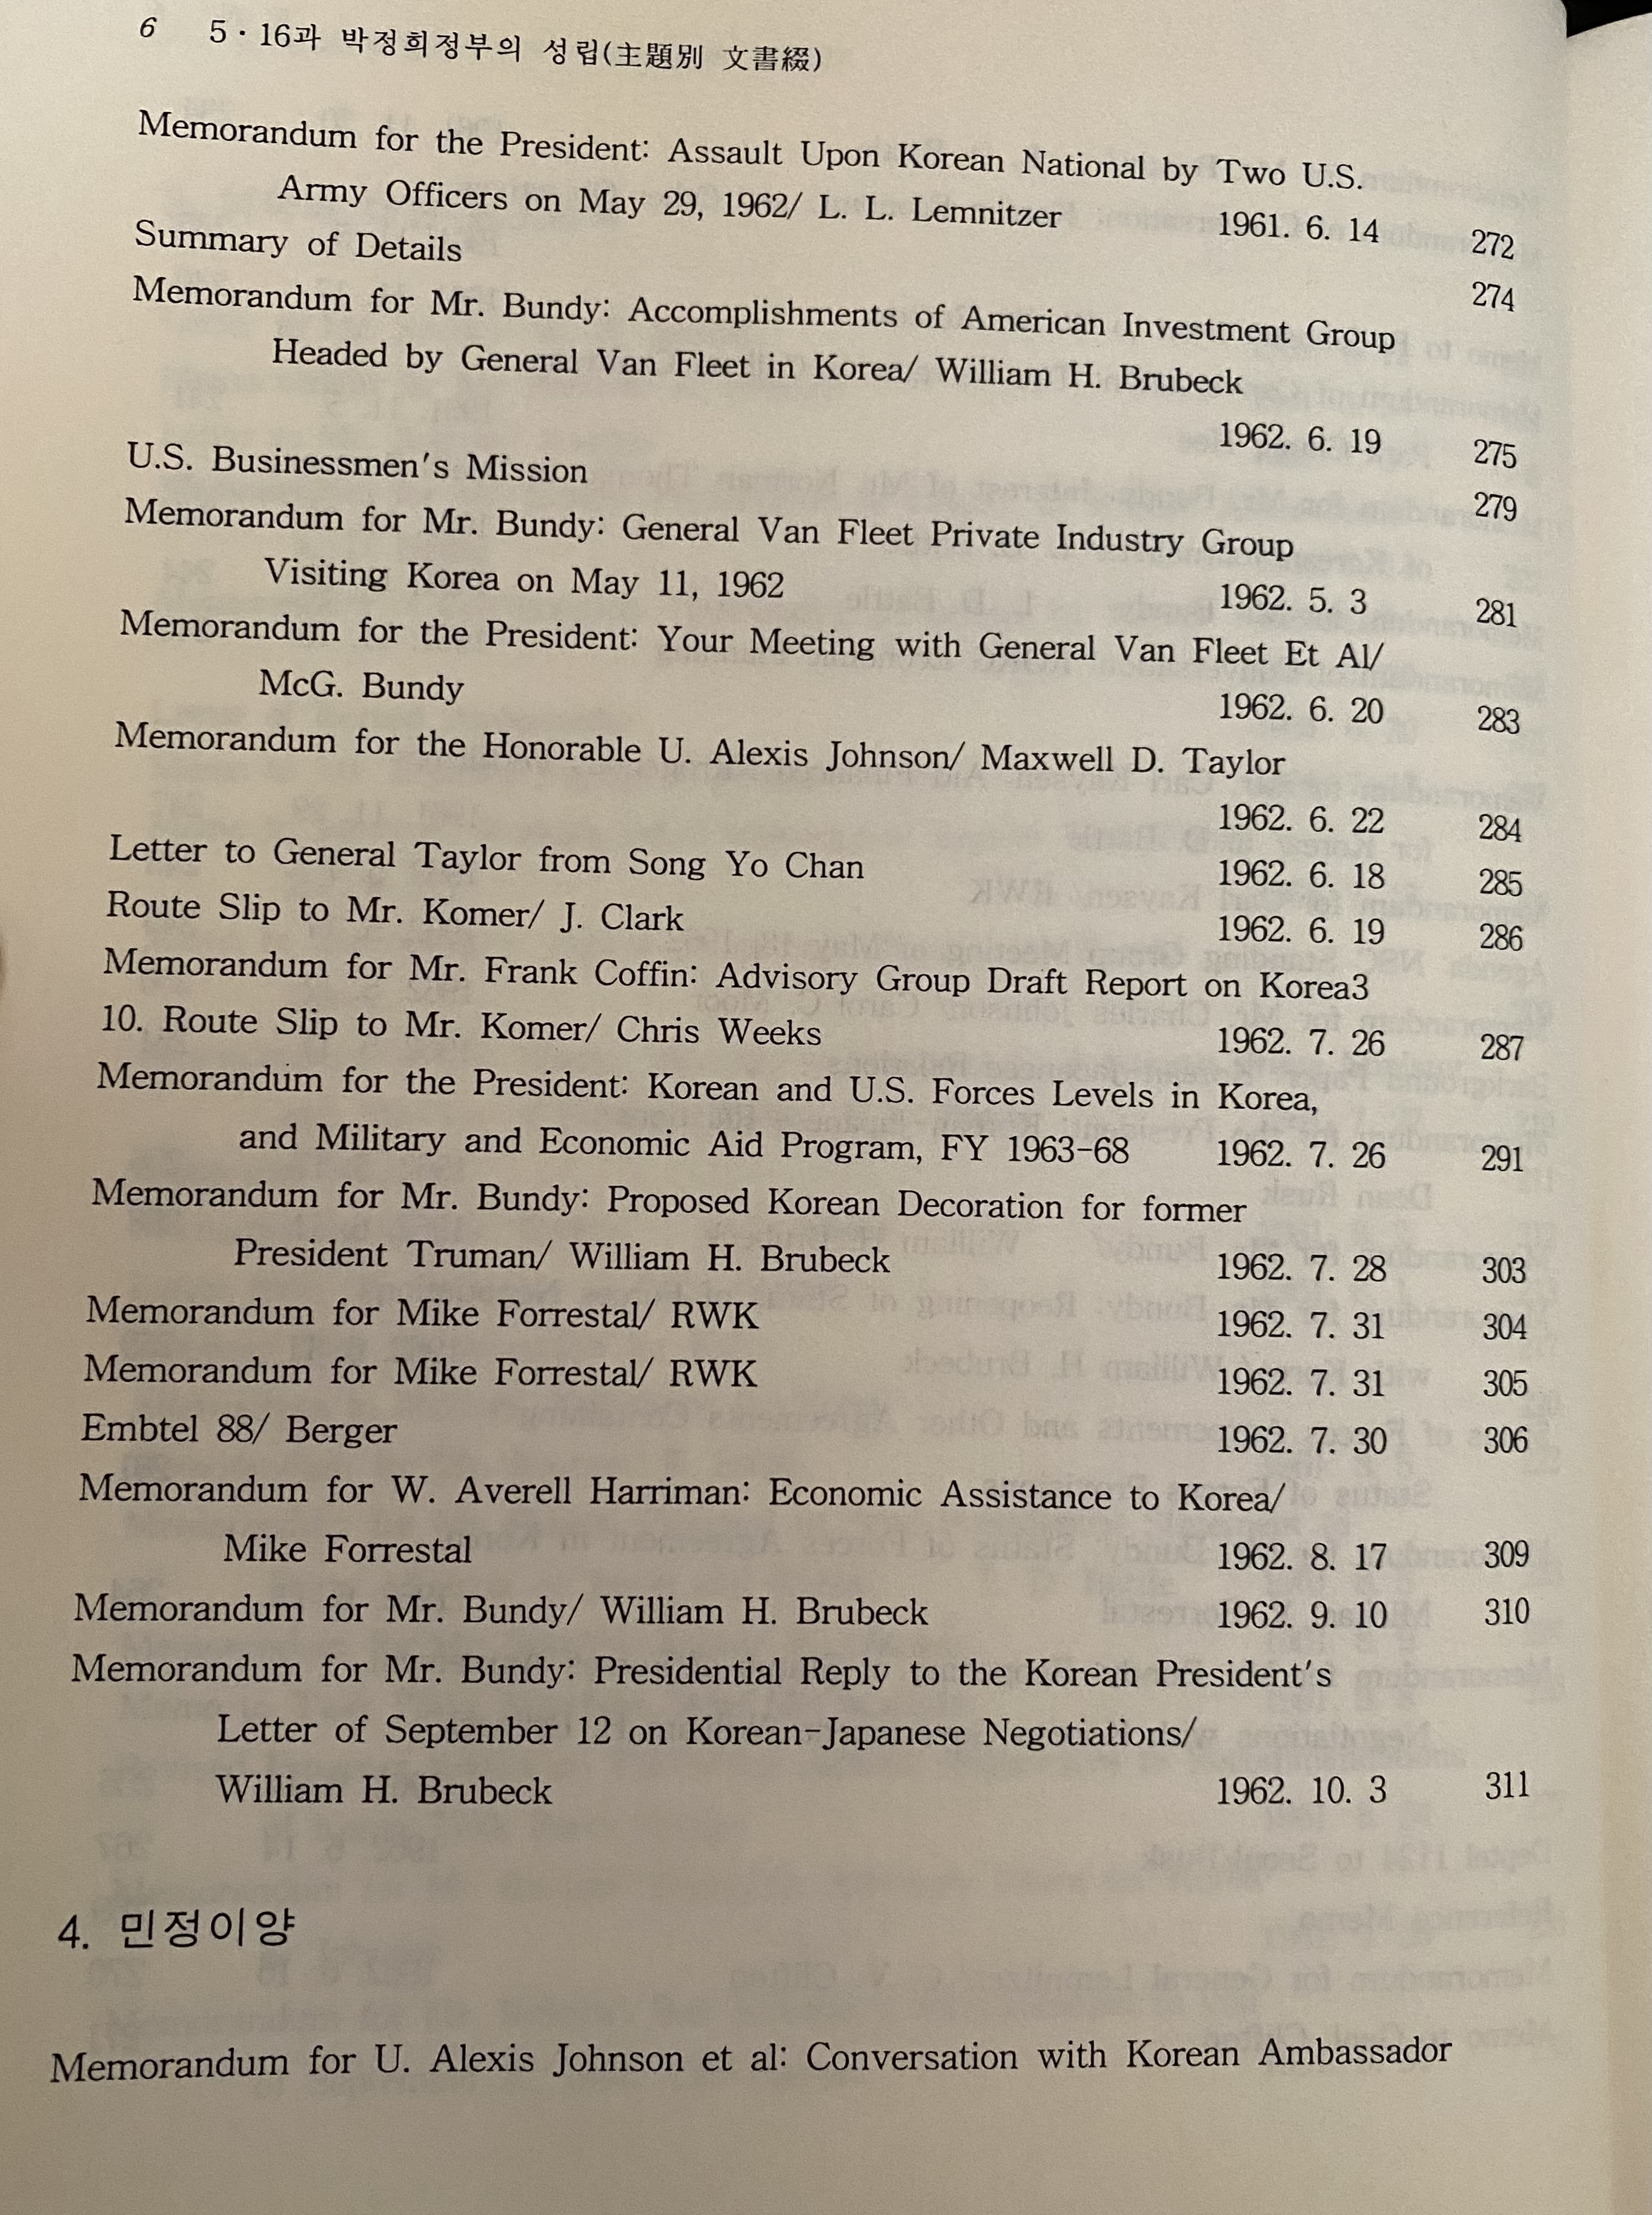 6 5·16과 박정희정부의 성립(主題別 文書綴)
Memorandum for the President: Assault Upon Korean National by Two U.S.
Army Officers on May 29, 1962/ L. L. Lemnitzer 1961. 6. 14 272
Summary of Details 274
Memorandum for Mr. Bundy: Accomplishments of American Investment Group
Headed by General Van Fleet in Korea/ William H. Brubeck
1962. 6. 19 275
U.S. Businessmen's Mission 279
Memorandum for Mr. Bundy: General Van Fleet Private Industry Group
Visiting Korea on May 11, 1962 1962. 5. 3 281
Memorandum for the President: Your Meeting with General Van Fleet Et Al/
McG. Bundy 1962. 6. 20 283
Memorandum for the Honorable U. Alexis Johnson/ Maxwell D. Taylor
1962. 6. 22 284
Letter to General Taylor from Song Yo Chan 1962. 6. 18 285
Route Slip to Mr. Komer/ J. Clark 1962. 6. 19 286
Memorandum for Mr. Frank Coffin: Advisory Group Draft Report on Korea3
10. Route Slip to Mr. Komer/ Chris Weeks 1962. 7. 26 287
Memorandum for the President: Korean and U.S. Forces Levels in Korea,
and Military and Economic Aid Program, FY 1963-68 1962. 7. 26 291
Memorandum for Mr. Bundy: Proposed Korean Decoration for former
President Truman/ William H. Brubeck 1962. 7. 28 303
Memorandum for Mike Forrestal/ RWK 1962. 7. 31 304
Memorandum for Mike Forrestal/ RWK 1962. 7. 31 305
Embtel 88/ Berger 1962. 7. 30 306
Memorandum for W. Averell Harriman: Economic Assistance to Korea/
Mike Forrestal 1962. 8. 17 309
Memorandum for Mr. Bundy/ William H. Brubeck 1962. 9. 10 310
Memorandum for Mr. Bundy: Presidential Reply to the Korean President's
Letter of September 12 on Korean-Japanese Negotiations/
William H. Brubeck 1962. 10. 3 311
4. 민정이양
Memorandum for U. Alexis Johnson et al: Conversation with Korean Ambassador